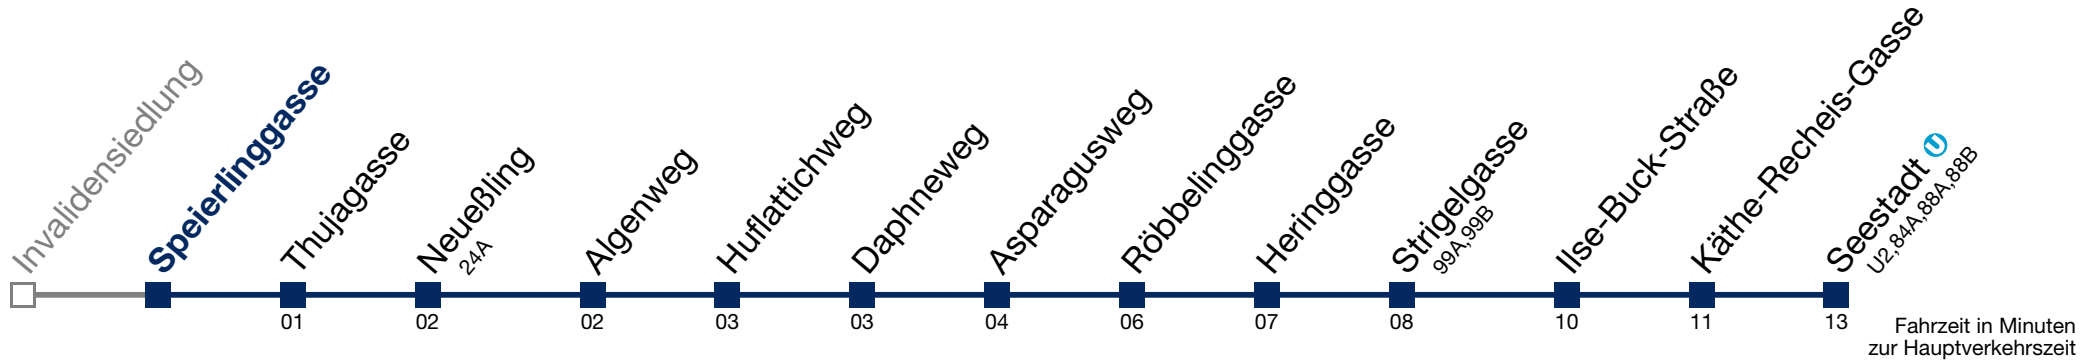 Invalidensiedlung
Speierlinggasse
Thujagasse
Neueßling
24A
Algenweg
Huflattichweg
Daphneweg
Asparagusweg
Röbbelinggasse
Heringgasse
Strigelgasse
99A,99B
Ilse-Buck-Straße
Käthe-Recheis-Gasse
Seestadt U
U2,84A,88A,88B
01 02 02 03 03 04 06 07 08 10 11 13
Fahrzeit in Minuten
zur Hauptverkehrszeit